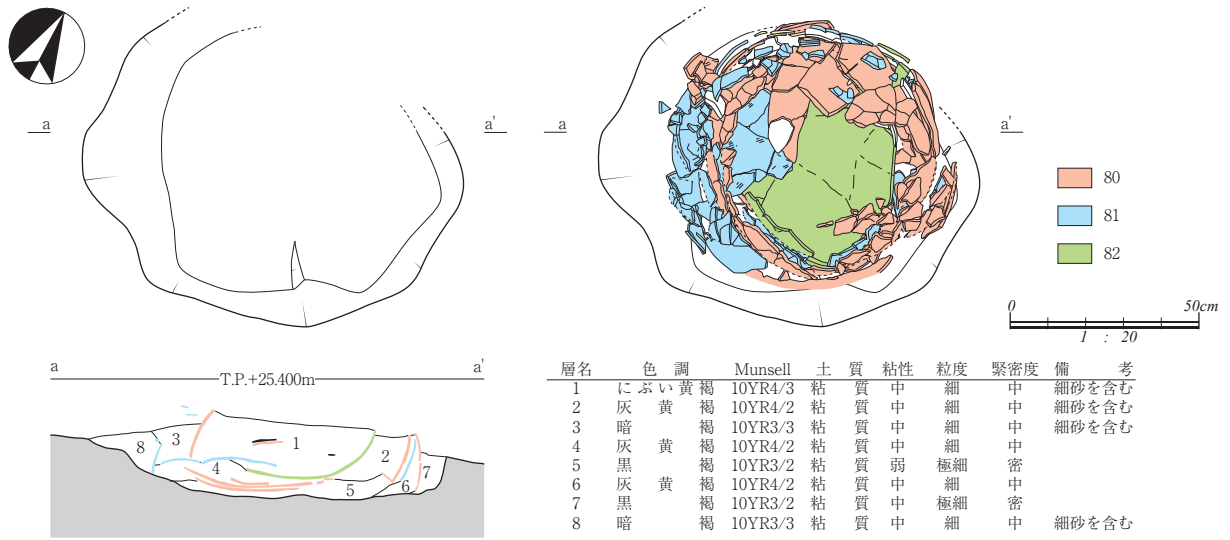 a a' a a'
80
81
82
0 50cm
1 : 20
a a'
T.P.+25.400m
8 3 4 1 5 2 6 7
層名 色調 Munsell 土質 粘性 粒度 緊密度 備考
1 にぶい黄褐 10YR4/3 粘質 中 細 中 細砂を含む
2 灰黄褐 10YR4/2 粘質 中 細 中 細砂を含む
3 暗褐 10YR3/3 粘質 中 細 中 細砂を含む
4 灰黄褐 10YR4/2 粘質 中 細 中
5 黒褐 10YR3/2 粘質 弱 極細 密
6 灰黄褐 10YR4/2 粘質 中 細 中
7 黒褐 10YR3/2 粘質 中 極細 密
8 暗褐 10YR3/3 粘質 中 細 中 細砂を含む